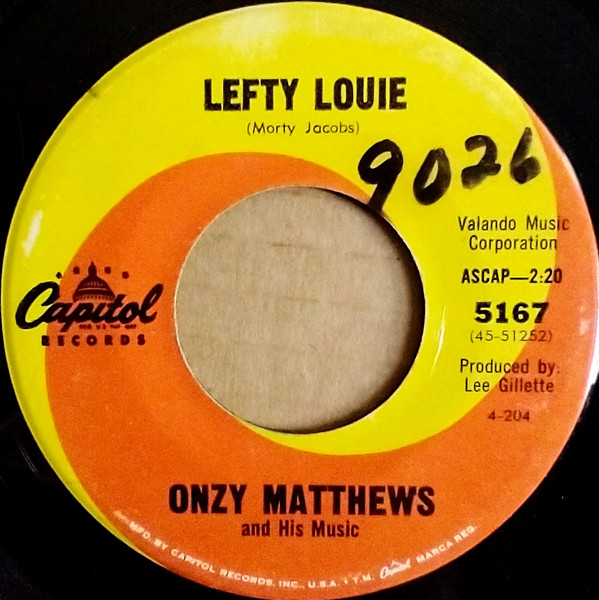 LEFTY LOUIE
(Morty Jacobs)
9026
Valando Music
Corporation
ASCAP—2:20
5167
(45-51252)
Produced by:
Lee Gillette
4-204
Capitol
RECORDS
ONZY MATTHEWS
and His Music
MFD. BY CAPITOL RECORDS, INC., U.S.A. T.M. Capitol MARCA REG.